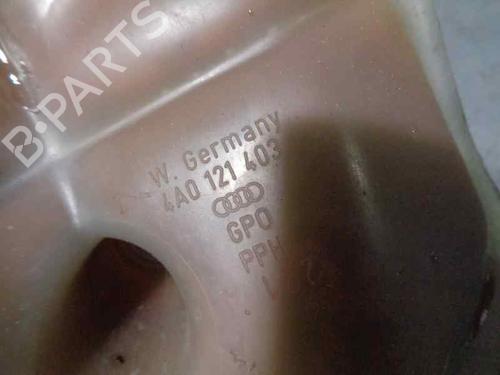 B-PARTS
W. Germany
4A0 121 403
GPO
PPH